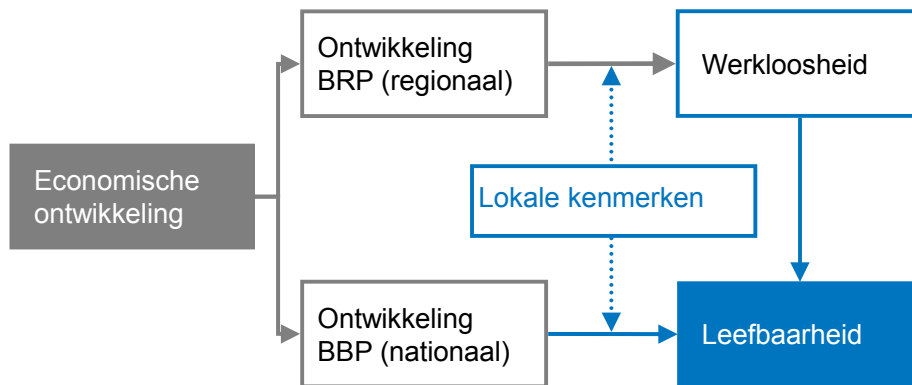 Ontwikkeling
BRP (regionaal)
Werkloosheid
Economische
ontwikkeling
Lokale kenmerken
Ontwikkeling
BBP (nationaal)
Leefbaarheid